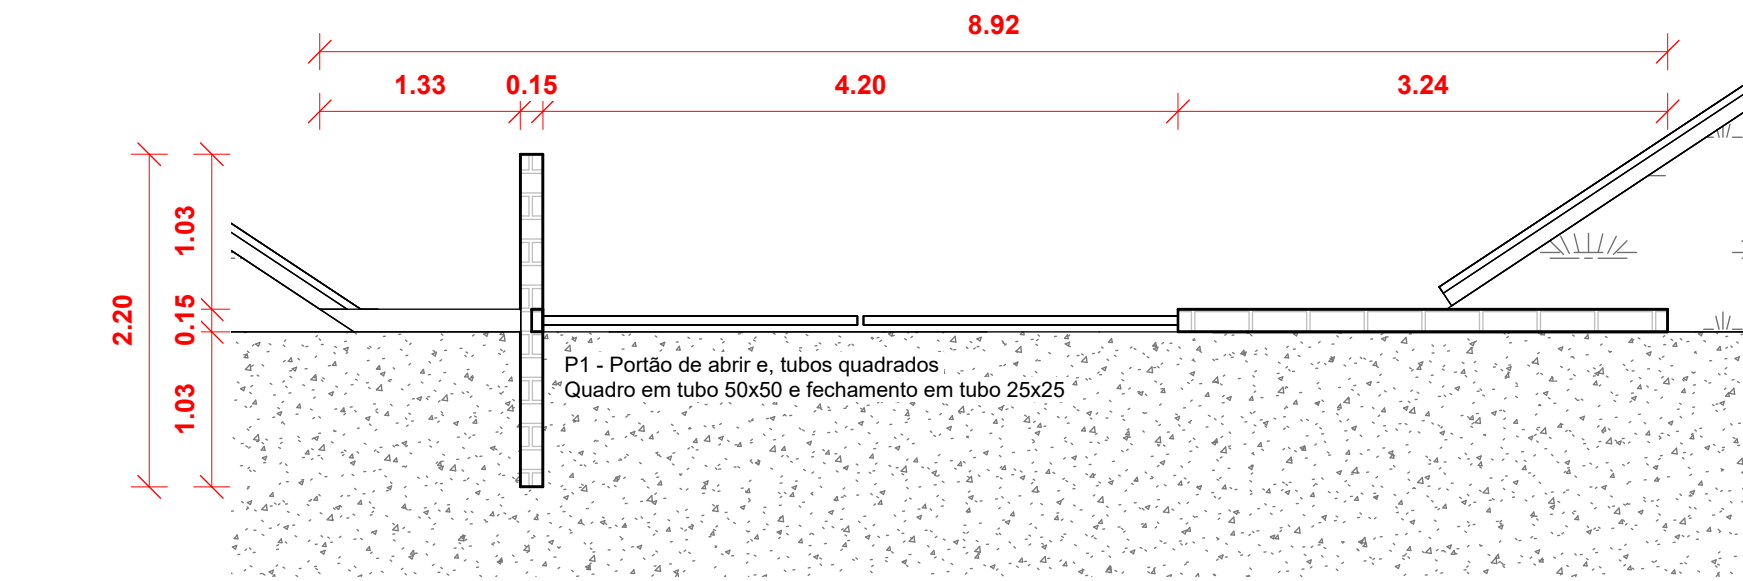 8.92
1.33 0.15 4.20 3.24
1.03
0.15
2.20
1.03
P1 - Portão de abrir e, tubos quadrados
Quadro em tubo 50x50 e fechamento em tubo 25x25